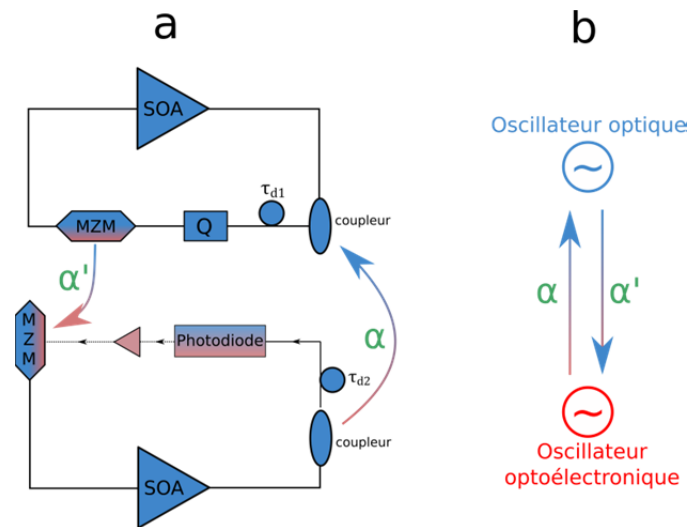 a
SOA
τd1
MZM
Q
coupleur
α'
M
Z
M
Photodiode
α
τd2
coupleur
SOA
b
Oscillateur optique
~
α
α'
~
Oscillateur
optoélectronique